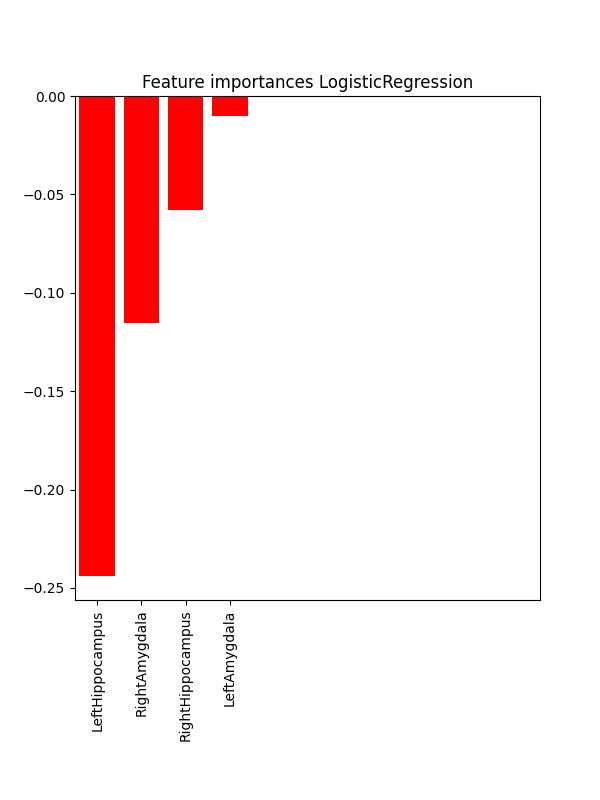 Feature importances LogisticRegression
0.00
−0.05
−0.10
−0.15
−0.20
−0.25
LeftHippocampus
RightAmygdala
RightHippocampus
LeftAmygdala